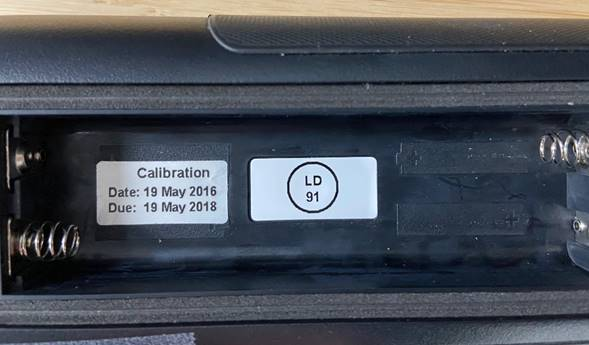 Calibration
Date: 19 May 2016
Due: 19 May 2018
LD
91